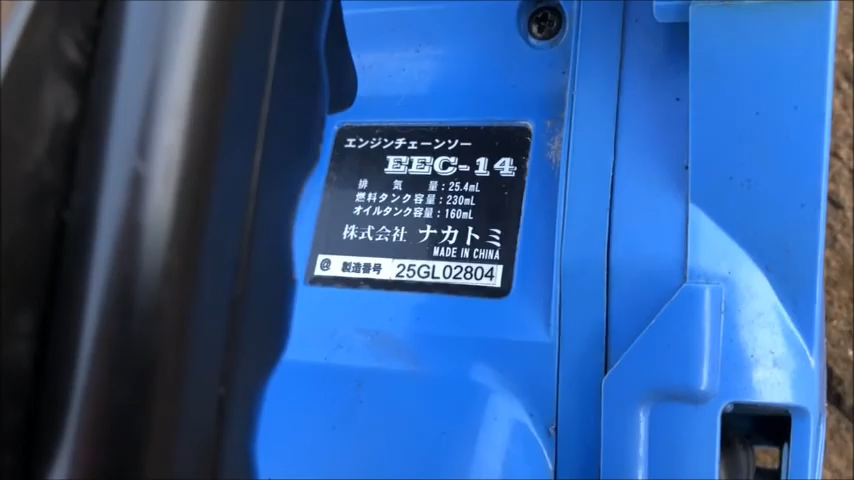 エンジンチェーンソー
EEC-14
排気量:25.4mL
燃料タンク容量:230mL
オイルタンク容量:160mL
株式会社 ナカトミ
MADE IN CHINA
@ 製造番号 25GL02804